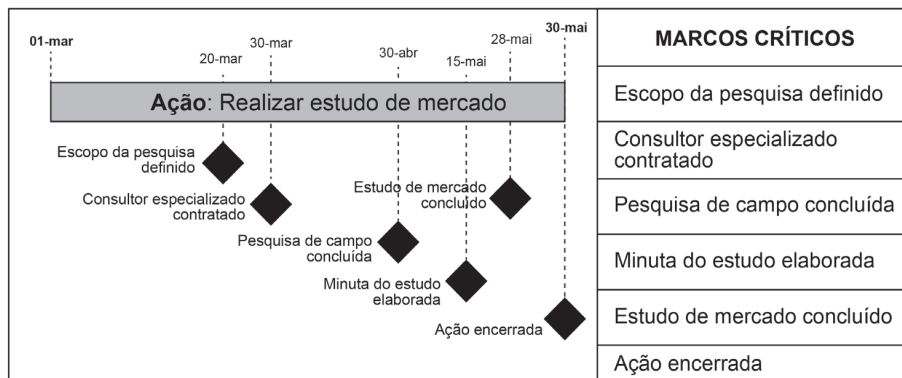 01-mar
20-mar
30-mar
30-abr
15-mai
28-mai
30-mai
Ação: Realizar estudo de mercado
Escopo da pesquisa
definido
Consultor especializado
contratado
Estudo de mercado
concluído
Pesquisa de campo
concluída
Minuta do estudo
elaborada
Ação encerrada
MARCOS CRÍTICOS
Escopo da pesquisa definido
Consultor especializado
contratado
Pesquisa de campo concluída
Minuta do estudo elaborada
Estudo de mercado concluído
Ação encerrada